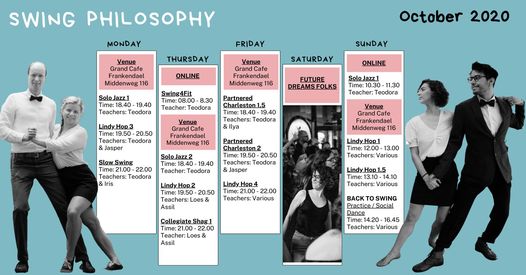 SWING PHILOSOPHY
October 2020
MONDAY
Venue
Grand Cafe
Frankendael
Middenweg 116
Solo Jazz 1
Time: 18.40 - 19.40
Teachers: Teodora
Lindy Hop 3
Time: 19.50 - 20.50
Teachers: Teodora
& Jasper
Slow Swing
Time: 21.00 - 22.00
Teachers: Teodora
& Iris
THURSDAY
ONLINE
Swing4Fit
Time: 08.00 - 8.30
Teacher: Teodora
Venue
Grand Cafe
Frankendael
Middenweg 116
Solo Jazz 2
Time: 18.40 - 19.40
Teacher: Teodora
Lindy Hop 2
Time: 19.50 - 20.50
Teachers: Loes &
Assil
Collegiate Shag 1
Time: 21.00 - 22.00
Teacher: Loes &
Assil
FRIDAY
Venue
Grand Cafe
Frankendael
Middenweg 116
Partnered
Charleston 1.5
Time: 18.40 - 19.40
Teachers: Teodora
& Ilya
Partnered
Charleston 2
Time: 19.50 - 20.50
Teachers: Teodora
& Jasper
Lindy Hop 4
Time: 21.00 - 22.00
Teachers: Various
SATURDAY
FUTURE
DREAMS FOLKS
SUNDAY
ONLINE
Solo Jazz 1
Time: 10.30 - 11.30
Teacher: Teodora
Venue
Grand Cafe
Frankendael
Middenweg 116
Lindy Hop 1
Time: 12.00 - 13.00
Teachers: Various
Lindy Hop 1.5
Time: 13.10 - 14.10
Teachers: Various
BACK TO SWING
Practice / Social
Dance
Time: 14.20 - 16.45
Teachers: Various